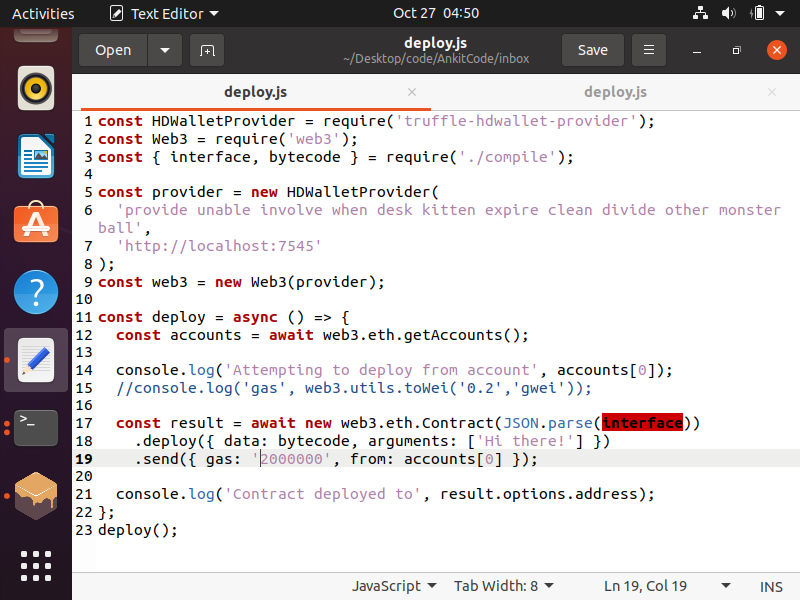 Activities Text Editor Oct 27 04:50
Open deploy.js Save
~/Desktop/code/AnkitCode/inbox
deploy.js deploy.js
1 const HDWalletProvider = require('truffle-hdwallet-provider');
2 const Web3 = require('web3');
3 const { interface, bytecode } = require('./compile');
4
5 const provider = new HDWalletProvider(
6   'provide unable involve when desk kitten expire clean divide other monster
ball',
7   'http://localhost:7545'
8 );
9 const web3 = new Web3(provider);
10
11 const deploy = async () => {
12   const accounts = await web3.eth.getAccounts();
13
14   console.log('Attempting to deploy from account', accounts[0]);
15   //console.log('gas', web3.utils.toWei('0.2','gwei'));
16
17   const result = await new web3.eth.Contract(JSON.parse(interface))
18     .deploy({ data: bytecode, arguments: ['Hi there!'] })
19     .send({ gas: '2000000', from: accounts[0] });
20
21   console.log('Contract deployed to', result.options.address);
22 };
23 deploy();
>_
?
JavaScript Tab Width: 8 Ln 19, Col 19 INS